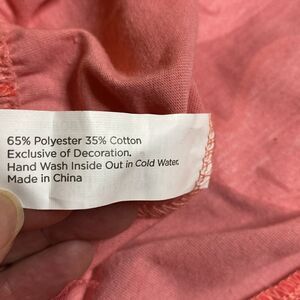 65% Polyester 35% Cotton
Exclusive of Decoration.
Hand Wash Inside Out in Cold Water.
Made in China